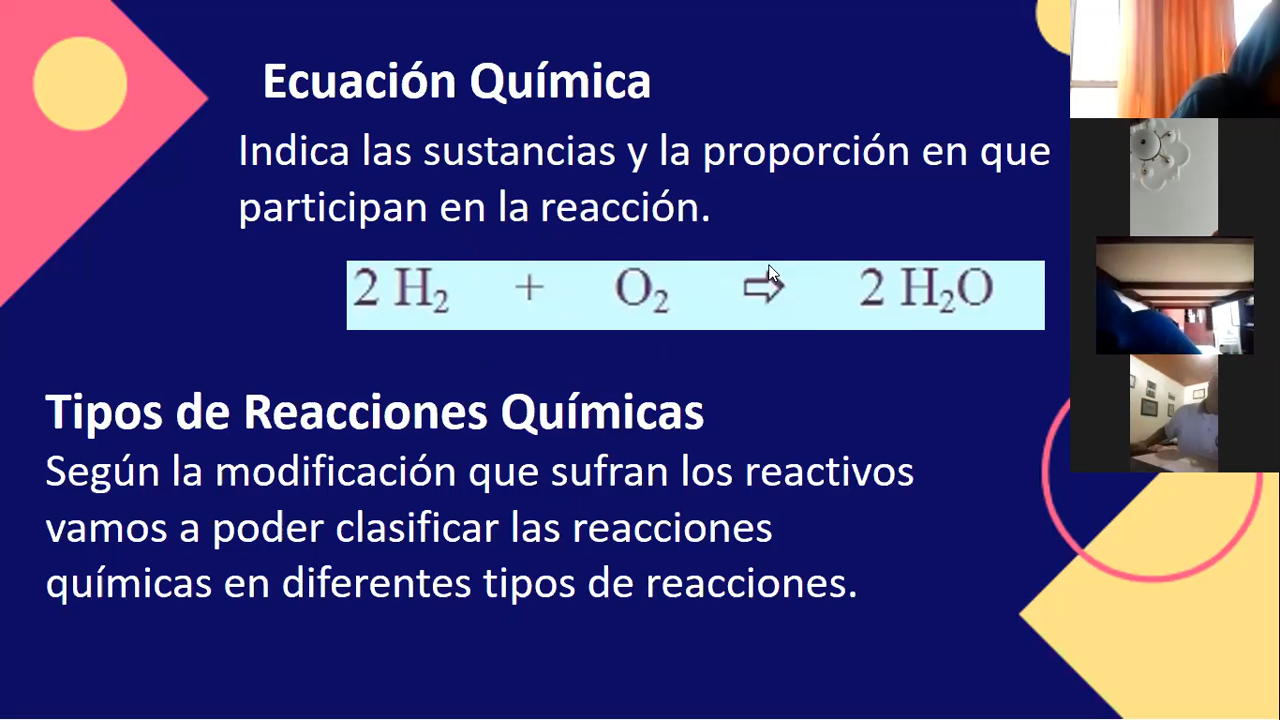 Ecuación Química
Indica las sustancias y la proporción en que
participan en la reacción.
2 H₂ + O₂ ⇨ 2 H₂O
Tipos de Reacciones Químicas
Según la modificación que sufran los reactivos
vamos a poder clasificar las reacciones
químicas en diferentes tipos de reacciones.